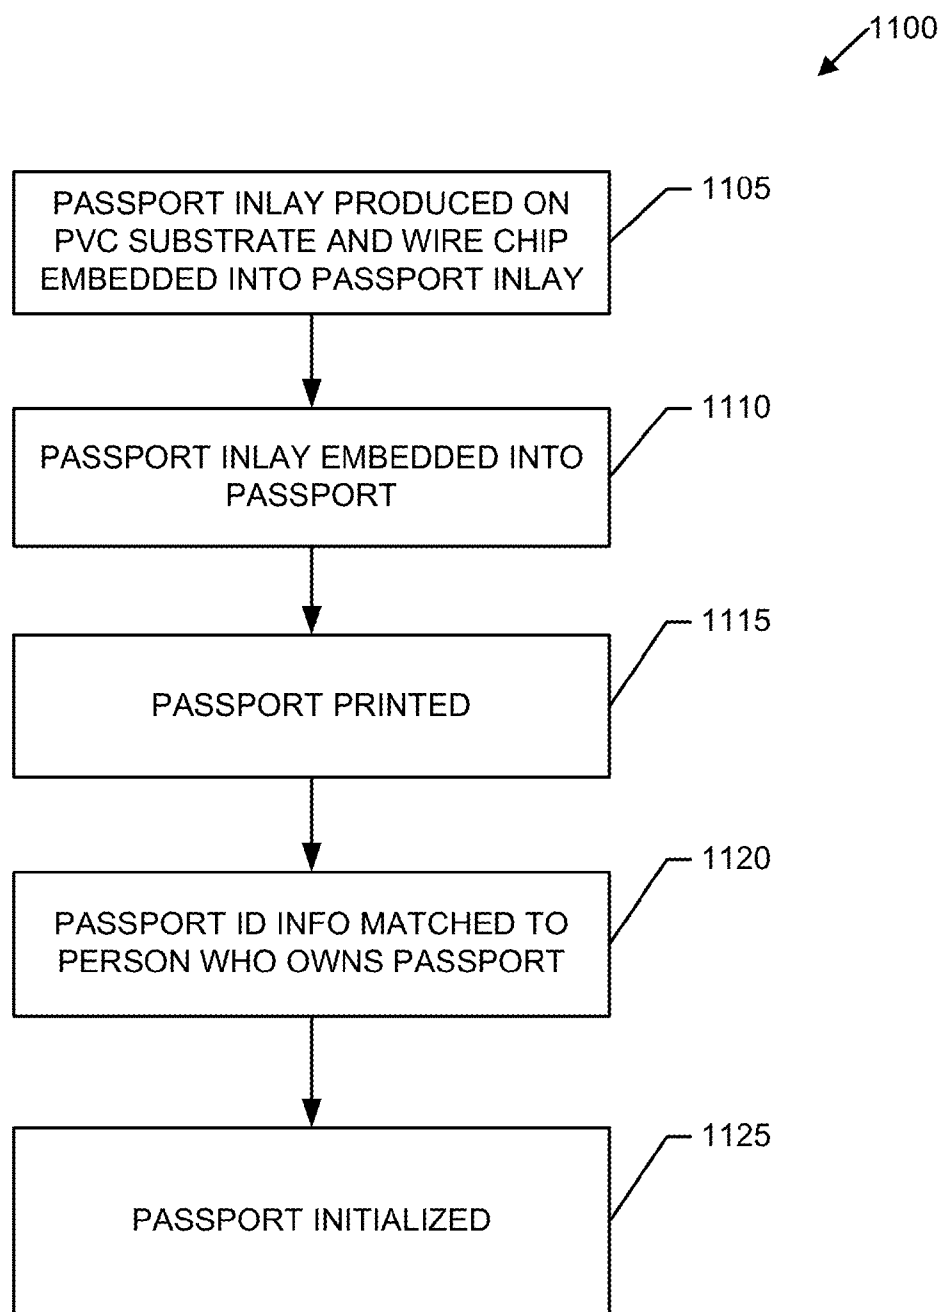 1100
PASSPORT INLAY PRODUCED ON
PVC SUBSTRATE AND WIRE CHIP
EMBEDDED INTO PASSPORT INLAY
1105
PASSPORT INLAY EMBEDDED INTO
PASSPORT
1110
PASSPORT PRINTED
1115
PASSPORT ID INFO MATCHED TO
PERSON WHO OWNS PASSPORT
1120
PASSPORT INITIALIZED
1125